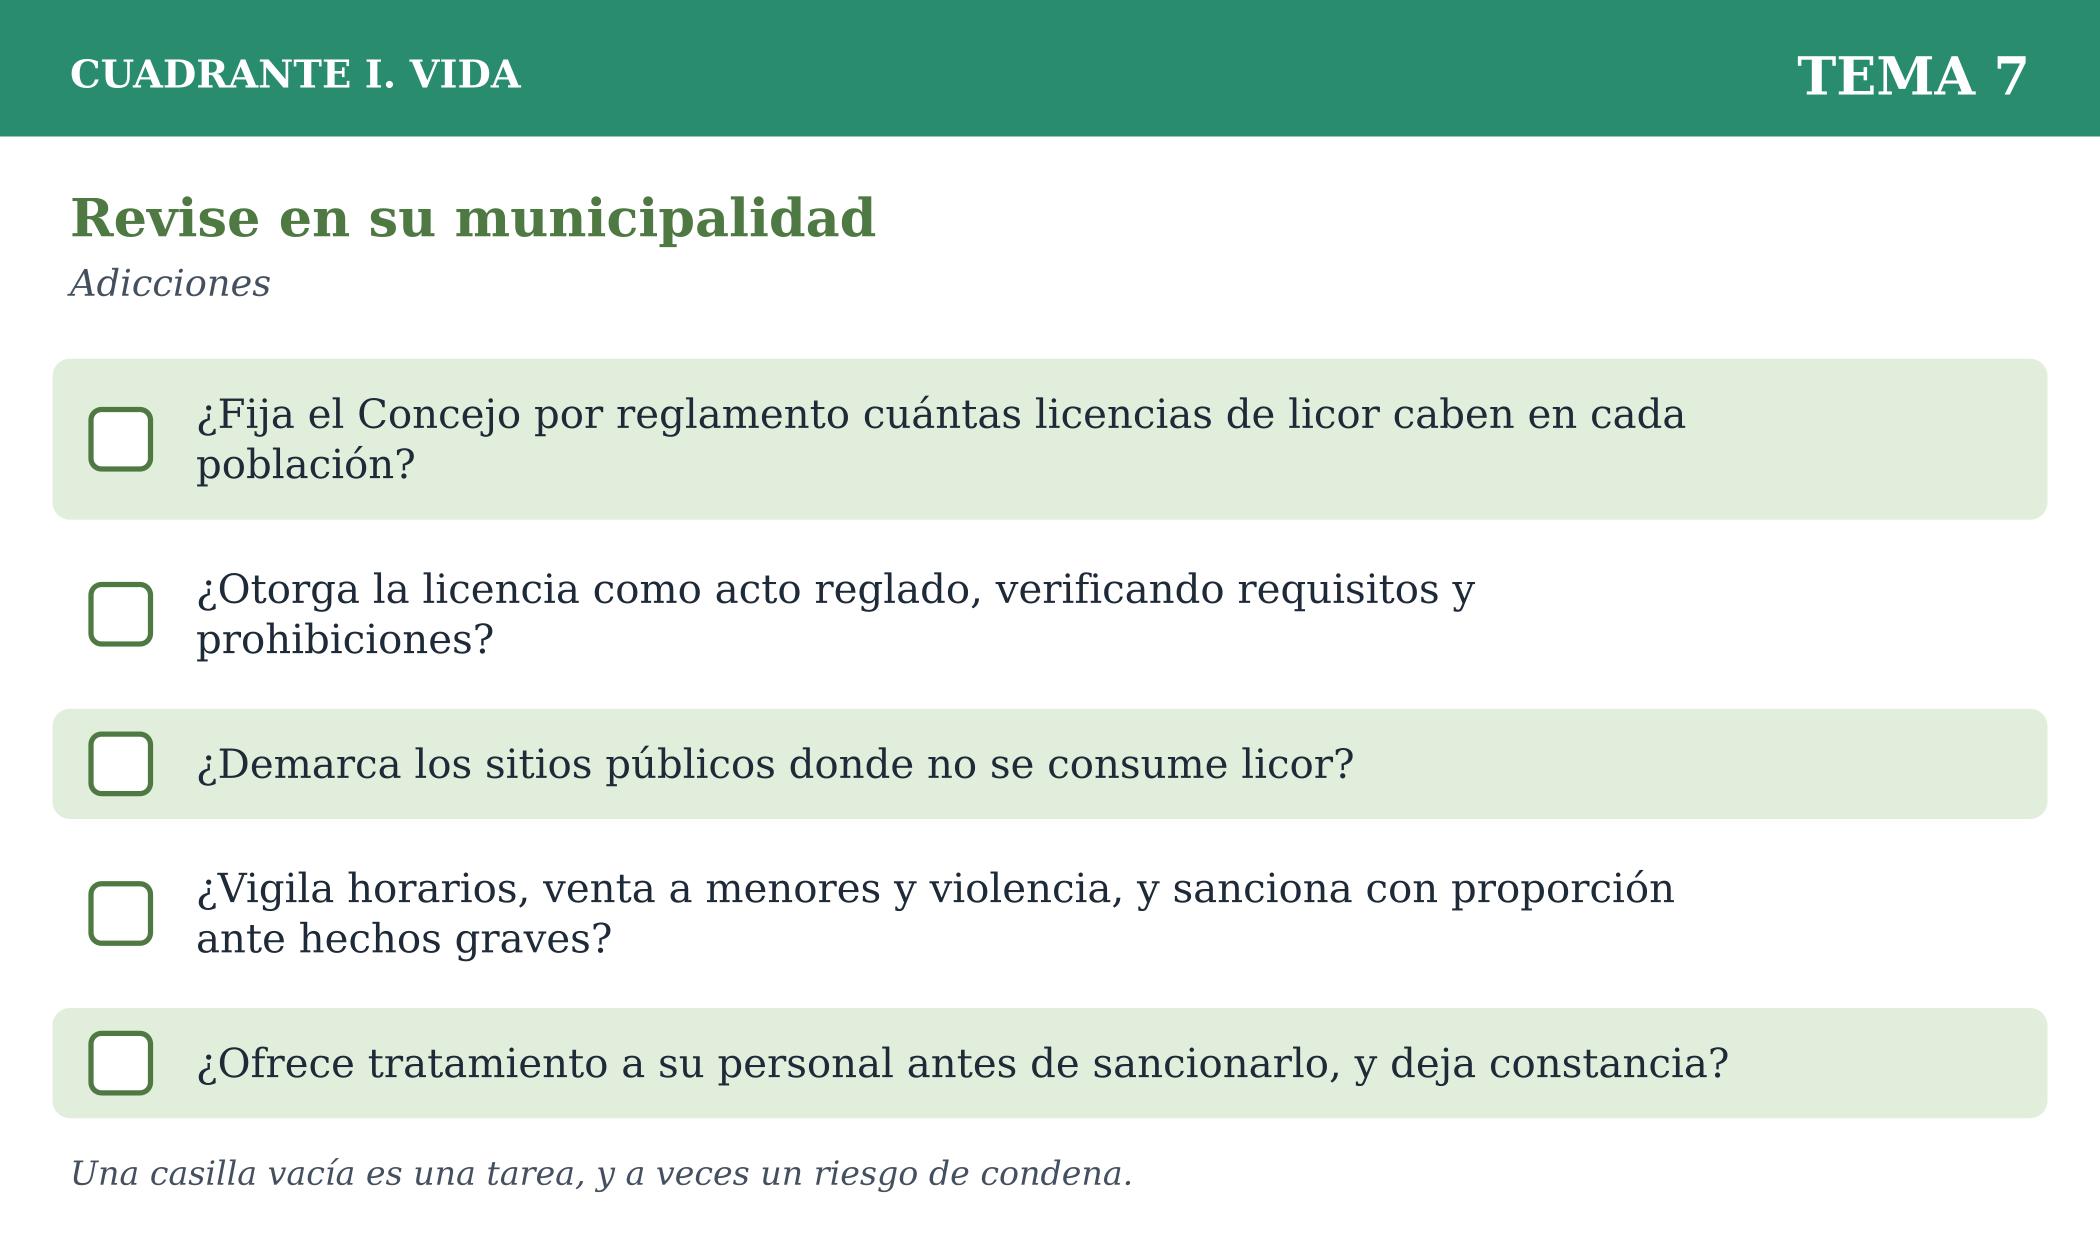 CUADRANTE I. VIDA
TEMA 7
Revise en su municipalidad
Adicciones
¿Fija el Concejo por reglamento cuántas licencias de licor caben en cada
población?
¿Otorga la licencia como acto reglado, verificando requisitos y
prohibiciones?
¿Demarca los sitios públicos donde no se consume licor?
¿Vigila horarios, venta a menores y violencia, y sanciona con proporción
ante hechos graves?
¿Ofrece tratamiento a su personal antes de sancionarlo, y deja constancia?
Una casilla vacía es una tarea, y a veces un riesgo de condena.